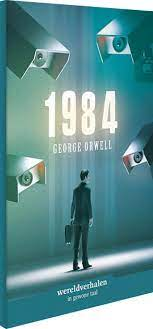 1984
GEORGE ORWELL
wereldverhalen
in gewone taal